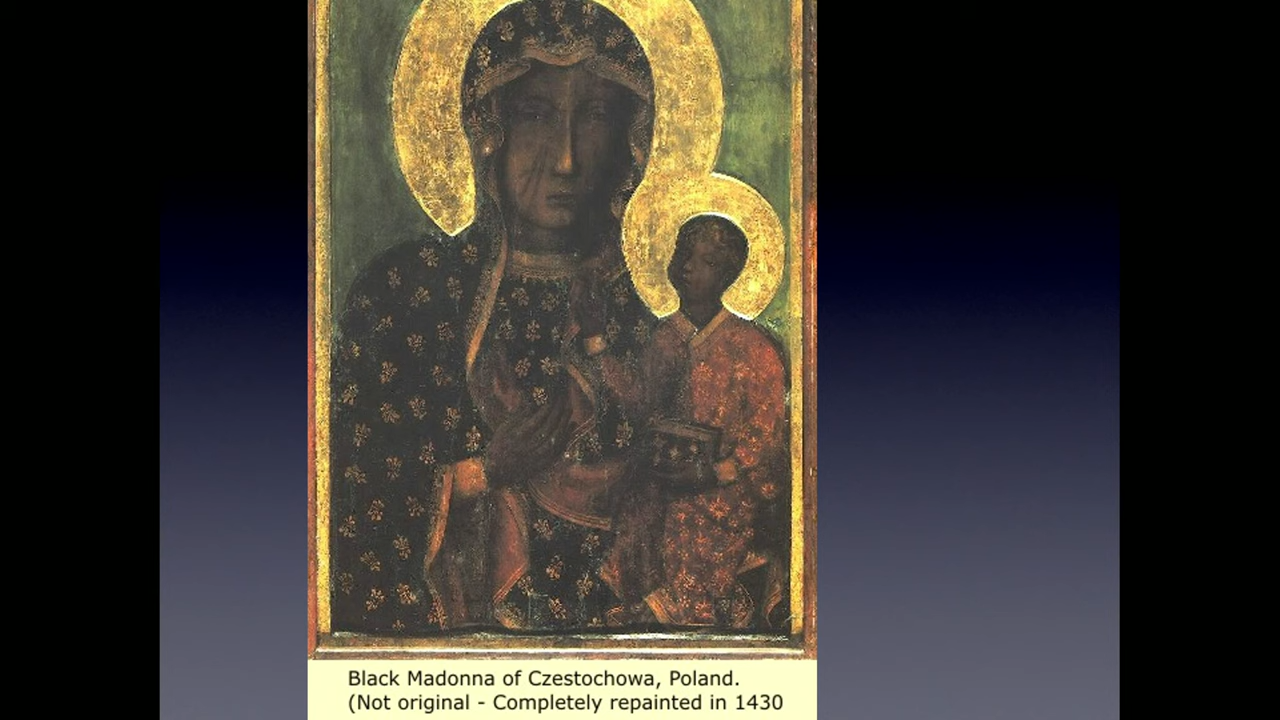 Black Madonna of Czestochowa, Poland.
(Not original - Completely repainted in 1430